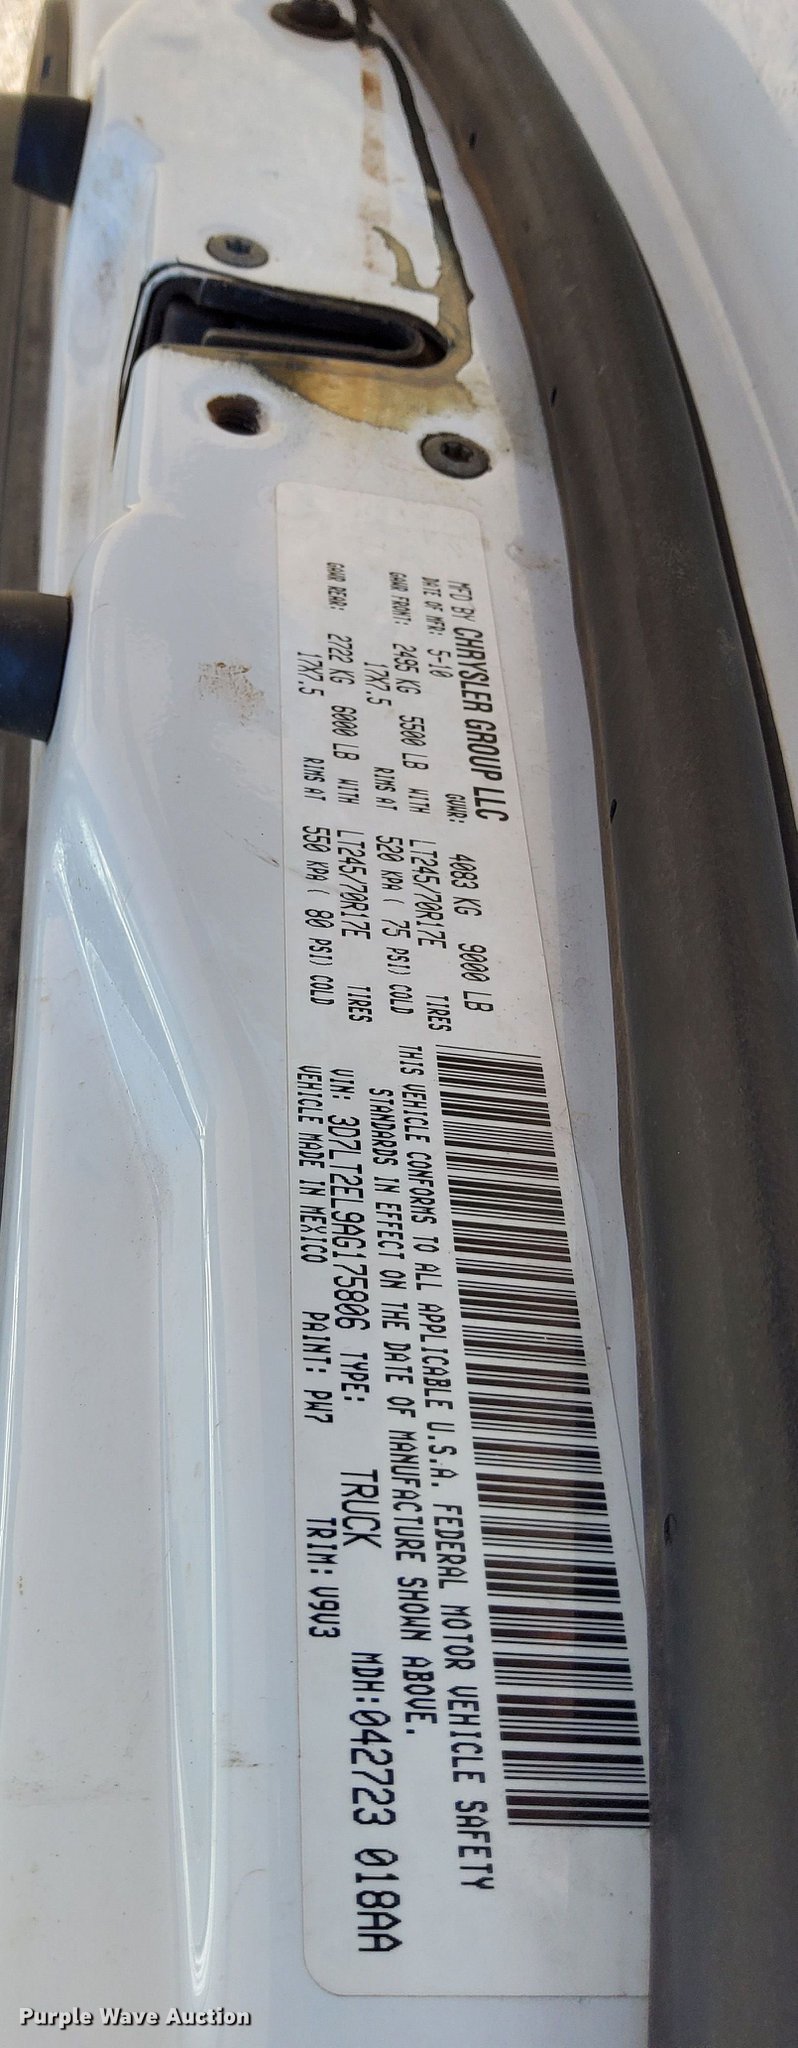 MFD BY CHRYSLER GROUP LLC
DATE OF MFR: 5-10 GVWR: 4083 KG 9000 LB
GAWR FRONT: 2495 KG 5500 LB WITH LT245/70R17E TIRES
17X7.5 RIMS AT 520 KPA ( 75 PSI) COLD
GAWR REAR: 2722 KG 6000 LB WITH LT245/70R17E TIRES
17X7.5 RIMS AT 550 KPA ( 80 PSI) COLD
THIS VEHICLE CONFORMS TO ALL APPLICABLE U.S.A. FEDERAL MOTOR VEHICLE SAFETY
STANDARDS IN EFFECT ON THE DATE OF MANUFACTURE SHOWN ABOVE.
VIN: 3D7LT2EL9AG175806 TYPE: TRUCK MDH:042723 018AA
VEHICLE MADE IN MEXICO PAINT: PW7 TRIM: V9V3
Purple Wave Auction